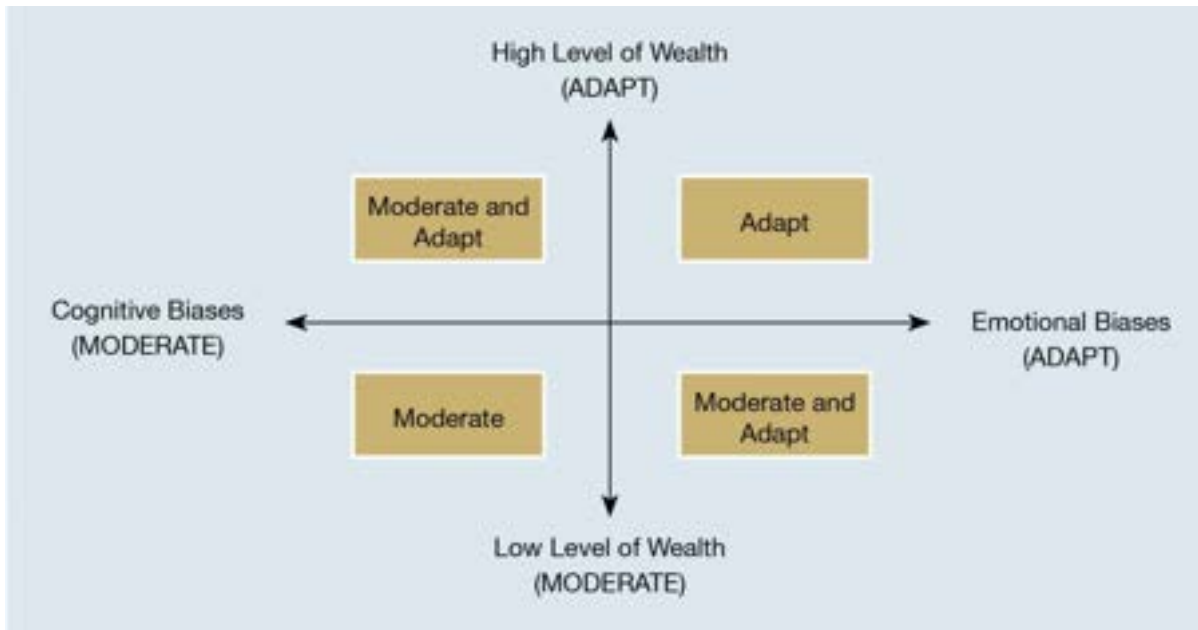 High Level of Wealth
(ADAPT)
Moderate and
Adapt
Adapt
Cognitive Biases
(MODERATE)
Emotional Biases
(ADAPT)
Moderate
Moderate and
Adapt
Low Level of Wealth
(MODERATE)